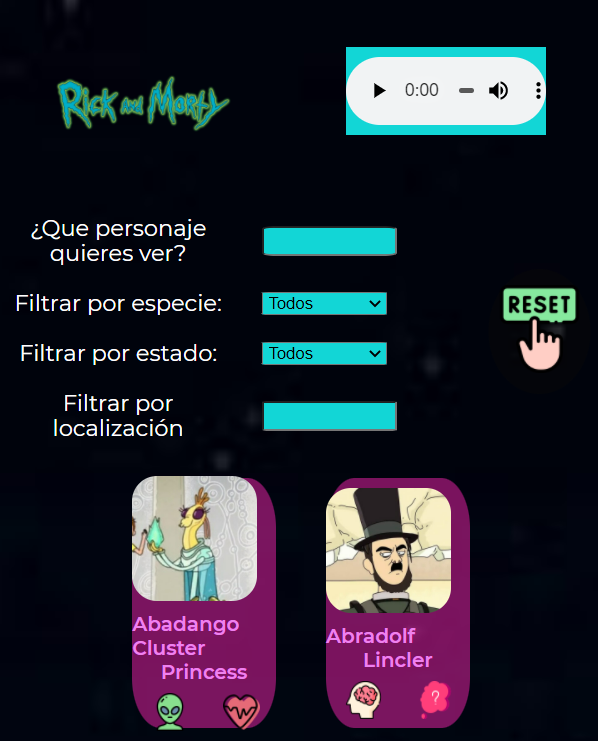 Rick and Morty
0:00
¿Que personaje
quieres ver?
Filtrar por especie:
Todos
RESET
Filtrar por estado:
Todos
Filtrar por
localización
Abadango
Cluster
Princess
Abradolf
Lincler
?